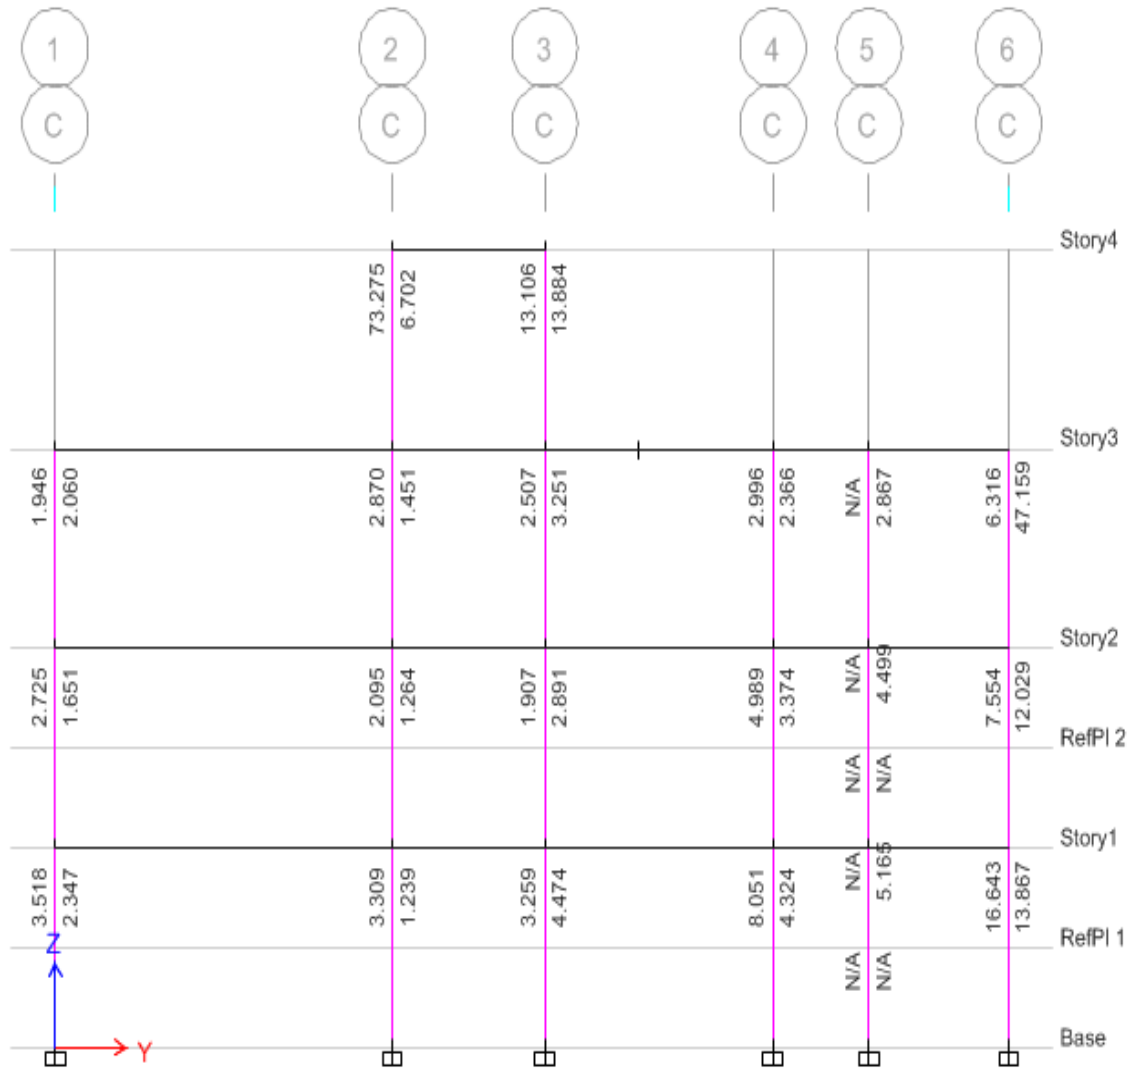 1 2 3 4 5 6
C C C C C C
Story4
73.275 6.702 13.106 13.884
Story3
1.946 2.060 2.870 1.451 2.507 3.251 2.996 2.366 N/A 2.867 6.316 47.159
Story2
2.725 1.651 2.095 1.264 1.907 2.891 4.989 3.374 N/A 4.499 7.554 12.029
RefPl 2
N/A N/A
Story1
3.518 2.347 3.309 1.239 3.259 4.474 8.051 4.324 N/A 5.165 16.643 13.867
RefPl 1
Z
N/A N/A
Base
Y